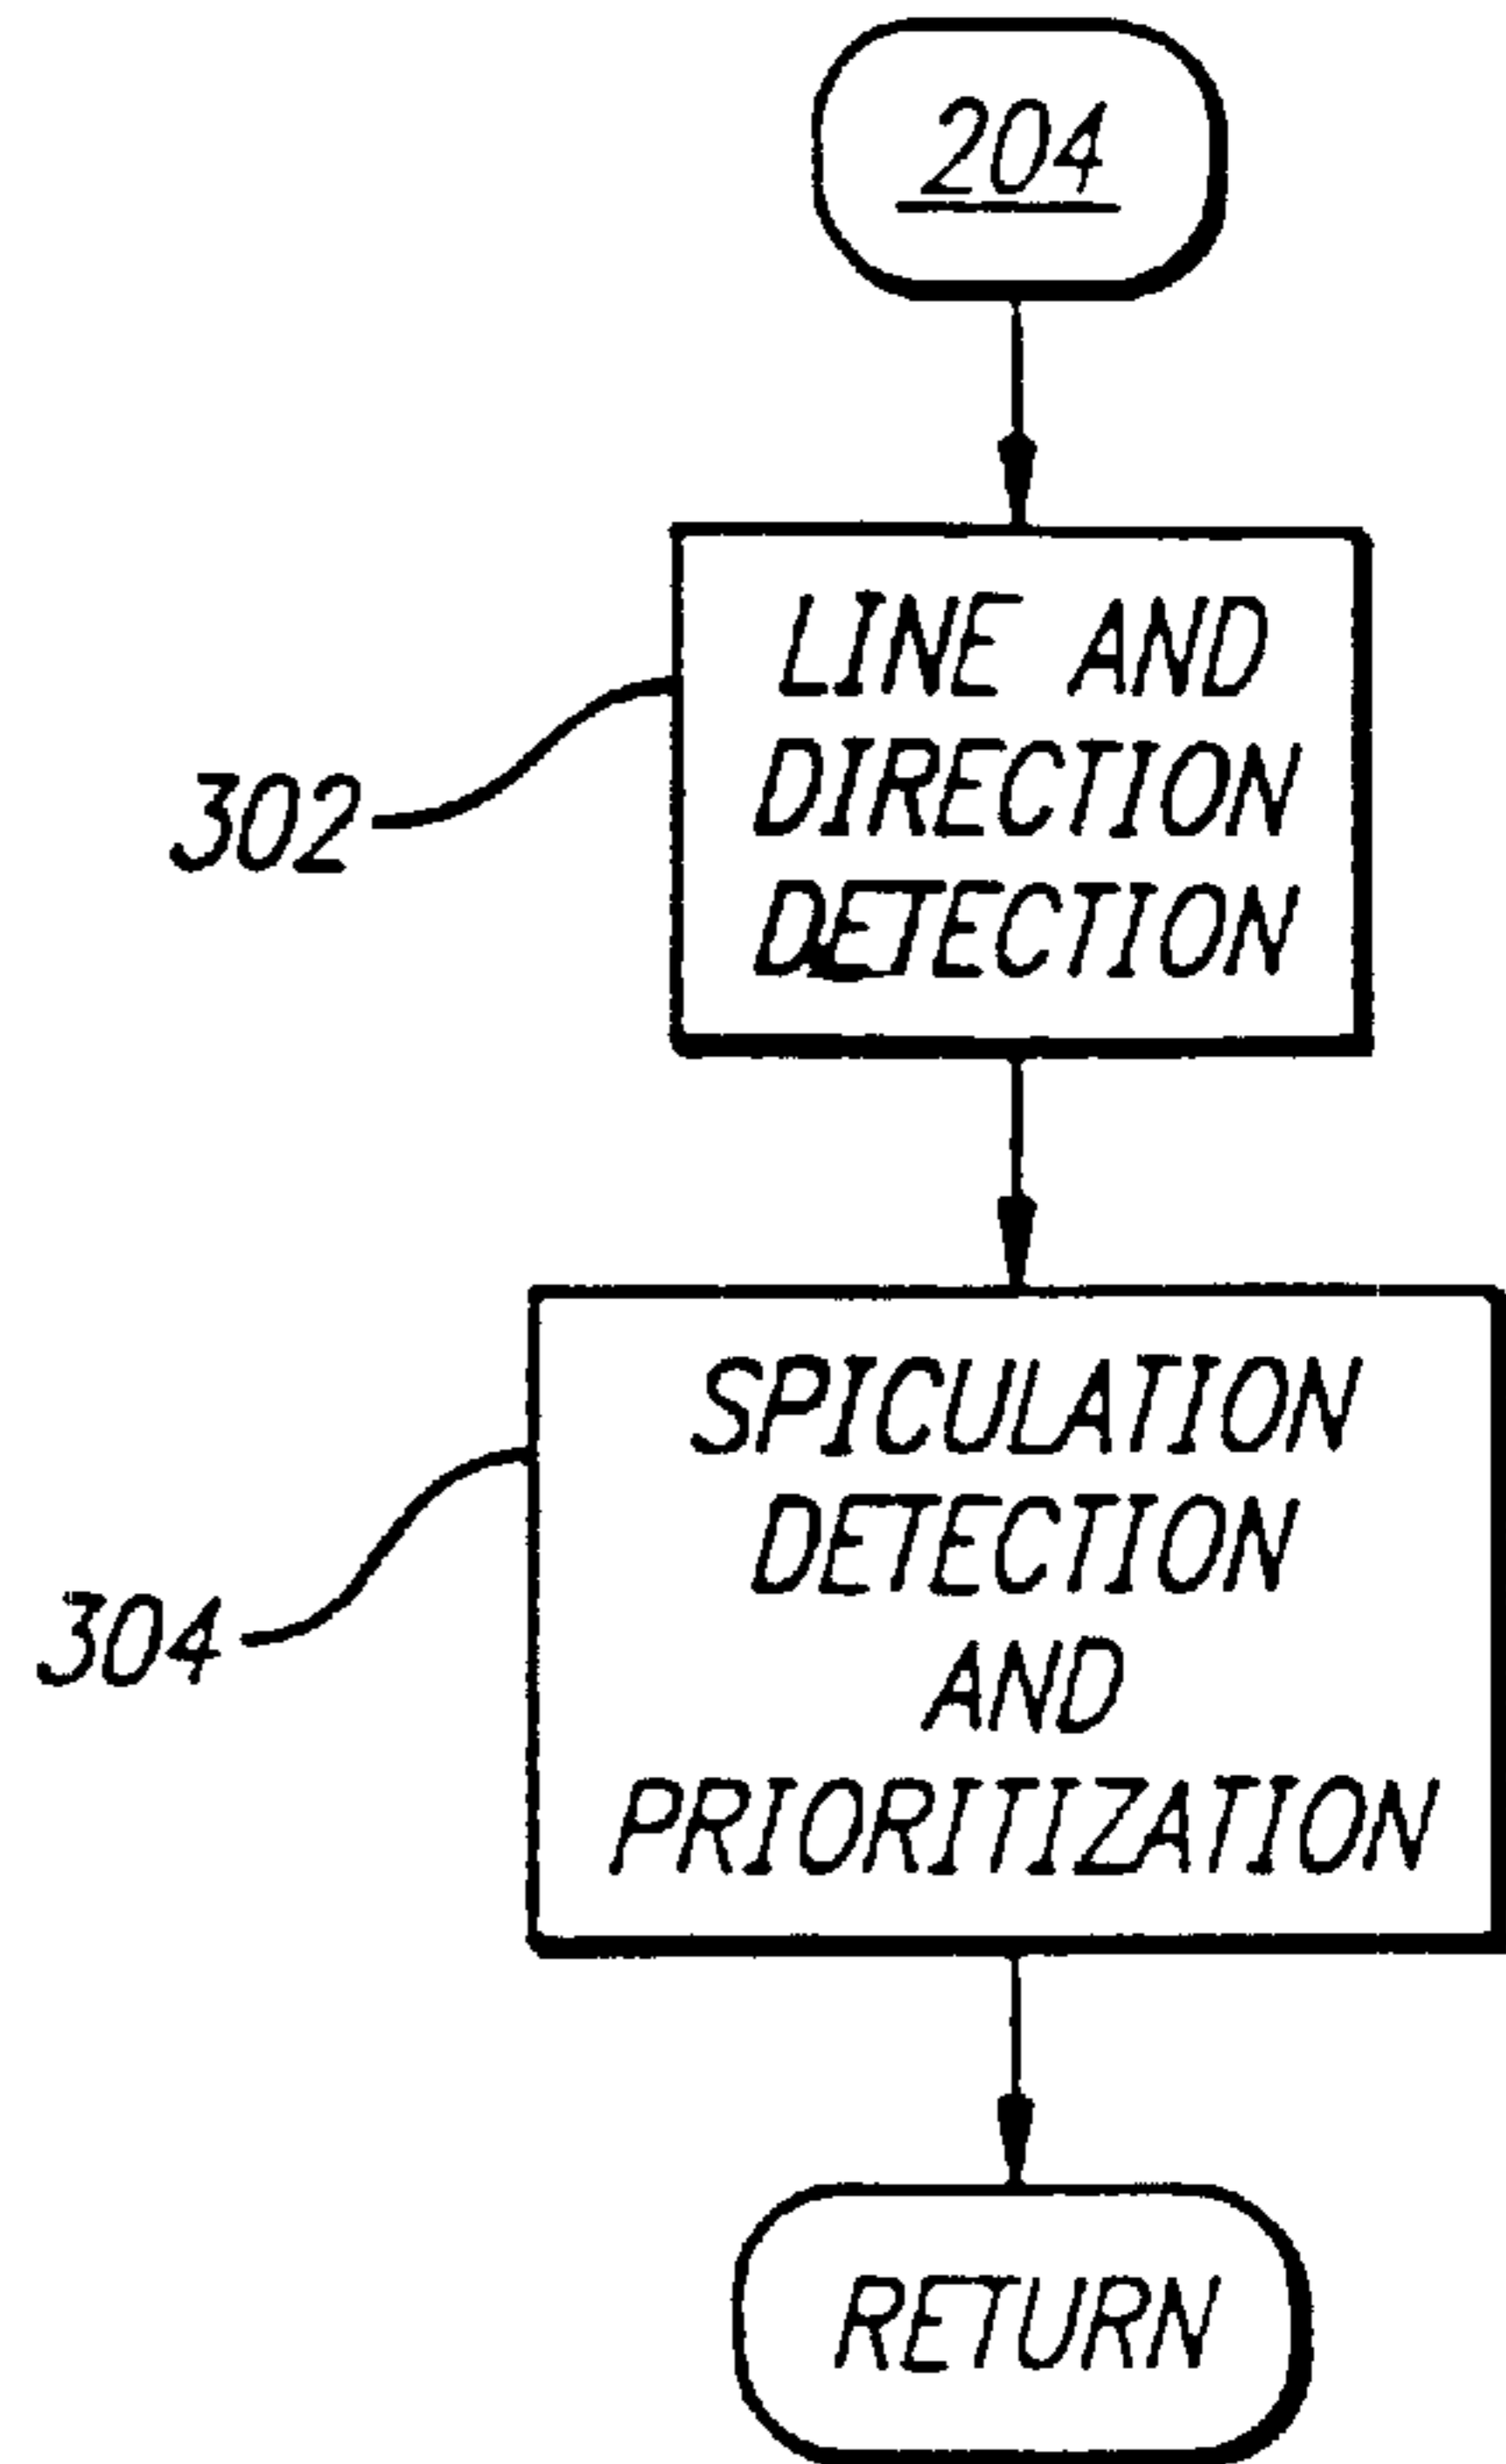 204
LINE AND
DIRECTION
DETECTION
302
SPICULATION
DETECTION
AND
PRIORITIZATION
304
RETURN